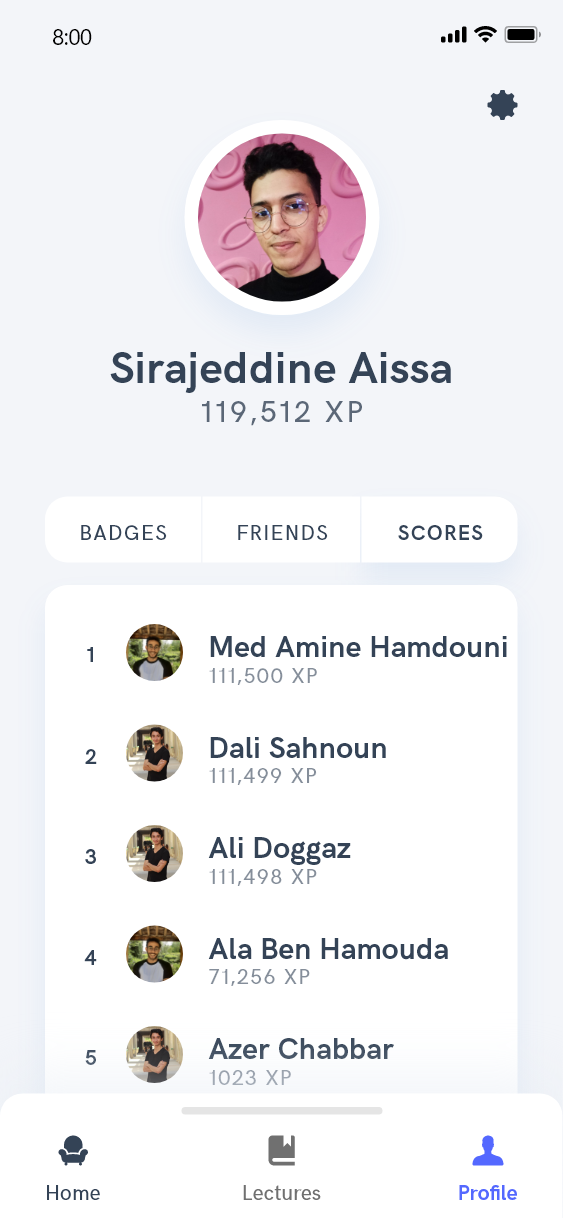 8:00
Sirajeddine Aissa
119,512 XP
BADGES FRIENDS SCORES
1 Med Amine Hamdouni
111,500 XP
2 Dali Sahnoun
111,499 XP
3 Ali Doggaz
111,498 XP
4 Ala Ben Hamouda
71,256 XP
5 Azer Chabbar
1023 XP
Home Lectures Profile